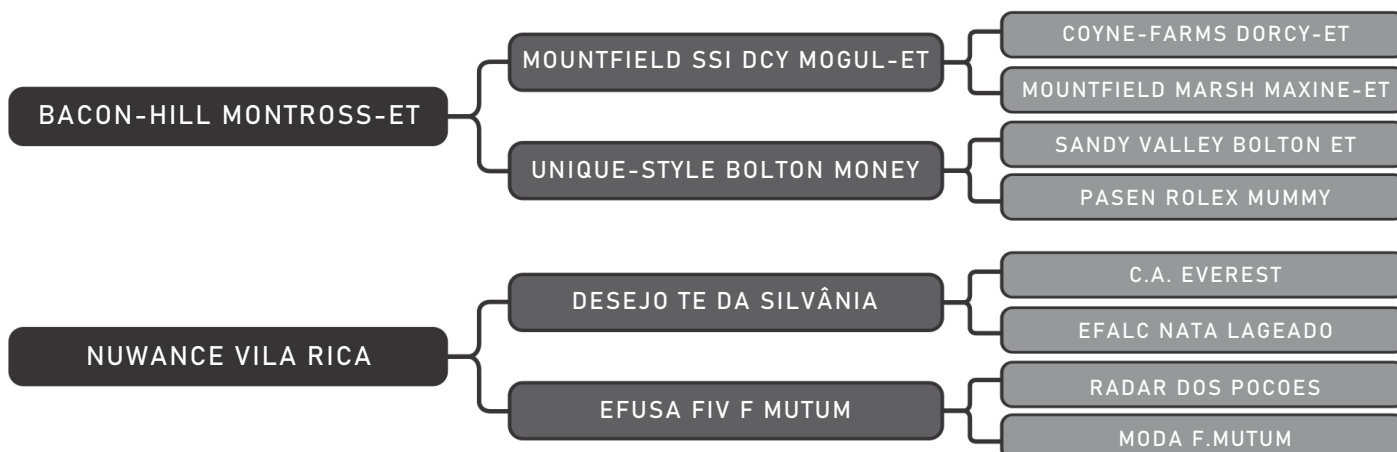 BACON-HILL MONTROSS-ET
MOUNTFIELD SSI DCY MOGUL-ET
COYNE-FARMS DORCY-ET
MOUNTFIELD MARSH MAXINE-ET
UNIQUE-STYLE BOLTON MONEY
SANDY VALLEY BOLTON ET
PASEN ROLEX MUMMY
NUWANCE VILA RICA
DESEJO TE DA SILVÂNIA
C.A. EVEREST
EFALC NATA LAGEADO
EFUSA FIV F MUTUM
RADAR DOS POCOES
MODA F.MUTUM